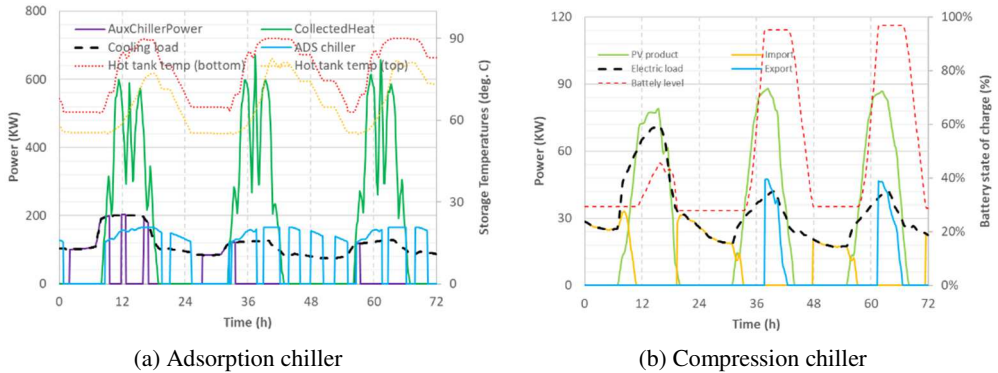 AuxChillerPower
CollectedHeat
Cooling load
ADS chiller
Hot tank temp (bottom)
Hot tank temp (top)
Power (KW)
800
600
400
200
0
Storage Temperatures (deg. C)
90
60
30
0
0 12 24 36 48 60 72
Time (h)
(a) Adsorption chiller
PV product
Import
Electric load
Export
Battely level
Power (KW)
120
90
60
30
0
Battery state of charge (%)
100%
80%
60%
40%
20%
0%
0 12 24 36 48 60 72
Time (h)
(b) Compression chiller